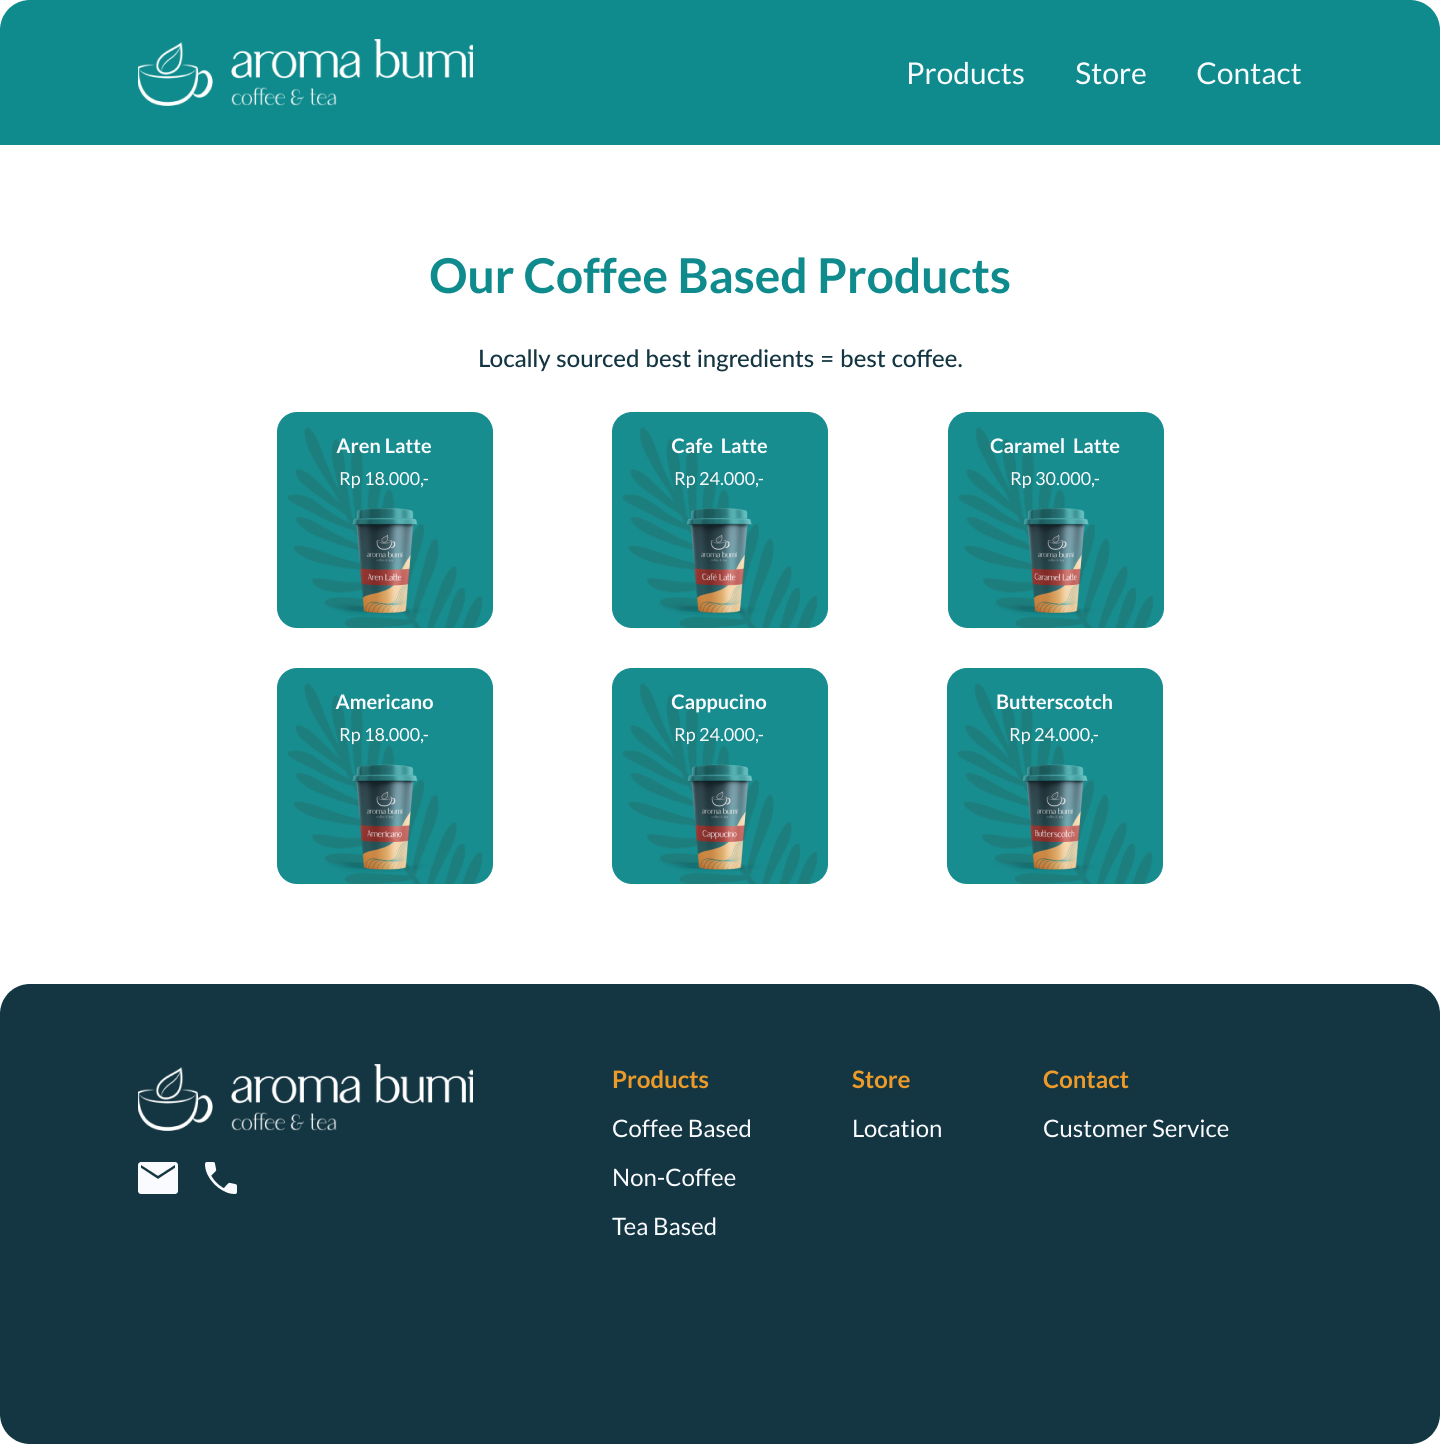 aroma bumi
coffee & tea
Products Store Contact
Our Coffee Based Products
Locally sourced best ingredients = best coffee.
Aren Latte
Rp 18.000,-
aroma bumi
Aren Latte
Cafe Latte
Rp 24.000,-
aroma bumi
Café Latte
Caramel Latte
Rp 30.000,-
aroma bumi
Caramel Latte
Americano
Rp 18.000,-
aroma bumi
Americano
Cappucino
Rp 24.000,-
aroma bumi
Cappucino
Butterscotch
Rp 24.000,-
aroma bumi
Butterscotch
aroma bumi
coffee & tea
Products
Coffee Based
Non-Coffee
Tea Based
Store
Location
Contact
Customer Service